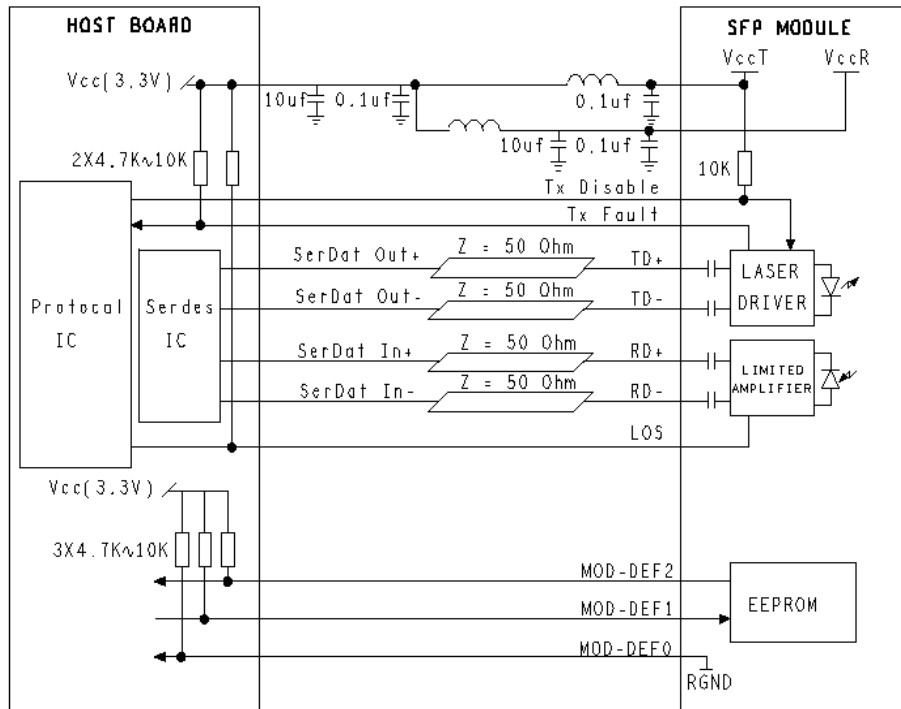 HOST BOARD
SFP MODULE
VccT
VccR
Vcc(3.3V)
10uf
0.1uf
0.1uf
10uf
0.1uf
2X4.7K~10K
10K
Tx Disable
Tx Fault
Protocal
IC
Serdes
IC
SerDat Out+
Z = 50 Ohm
TD+
SerDat Out-
Z = 50 Ohm
TD-
LASER
DRIVER
SerDat In+
Z = 50 Ohm
RD+
SerDat In-
Z = 50 Ohm
RD-
LIMITED
AMPLIFIER
LOS
Vcc(3.3V)
3X4.7K~10K
MOD-DEF2
MOD-DEF1
MOD-DEF0
EEPROM
RGND